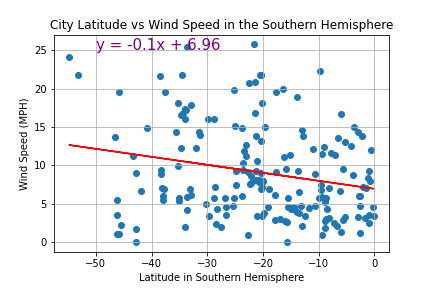 City Latitude vs Wind Speed in the Southern Hemisphere
y = -0.1x + 6.96
25
20
15
10
5
0
Wind Speed (MPH)
−50 −40 −30 −20 −10 0
Latitude in Southern Hemisphere